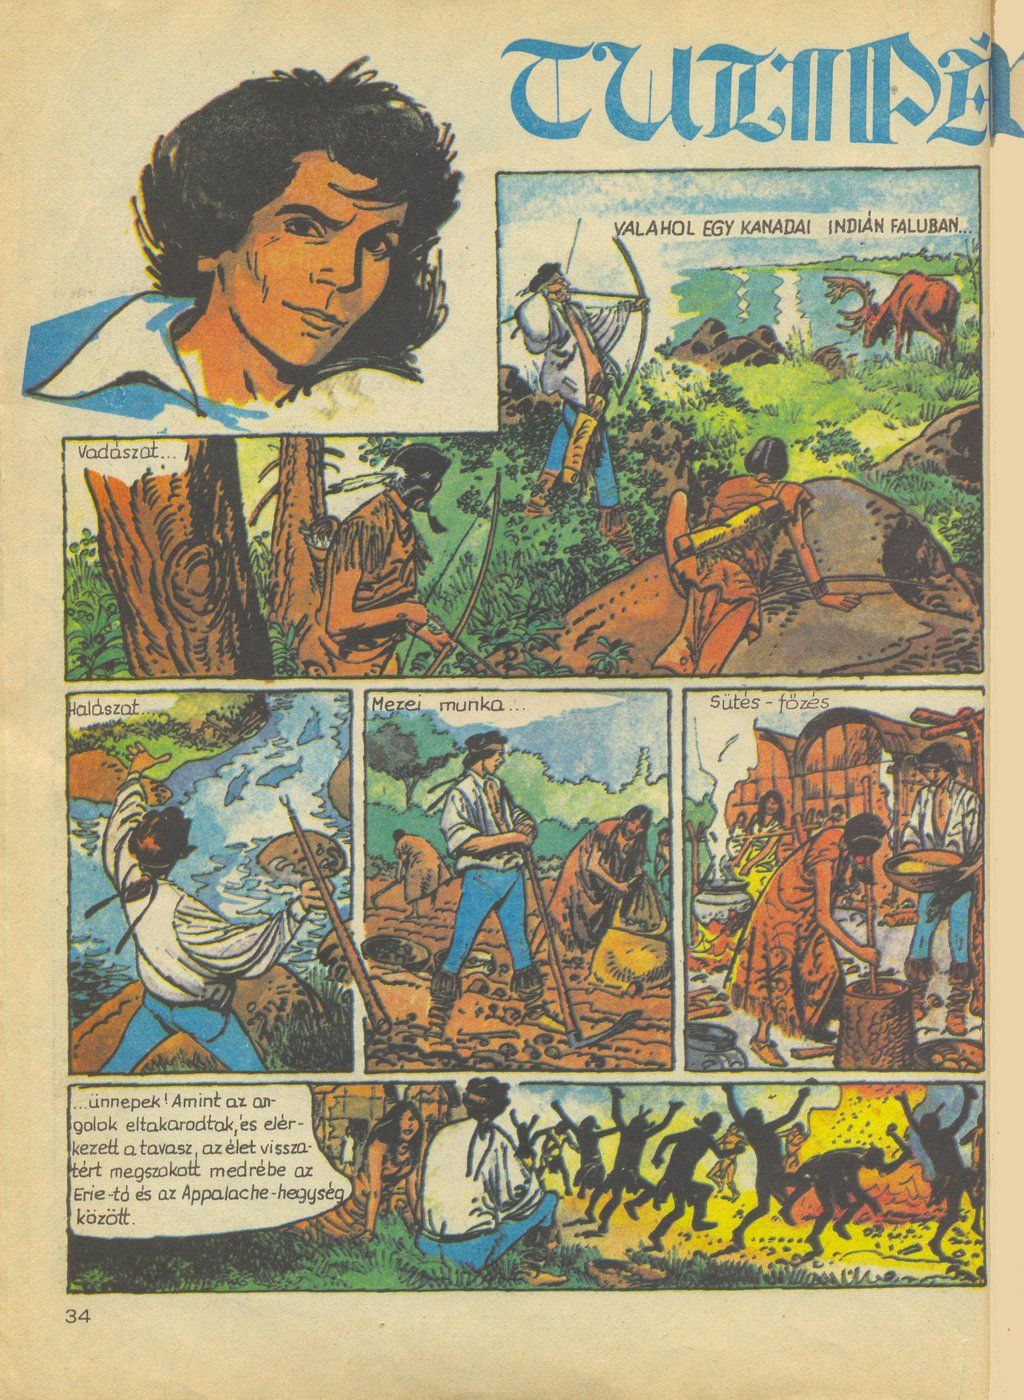 TULIPÁ
VALAHOL EGY KANADAI INDIÁN FALUBAN...
Vadászat...
Halászat...
Mezei munka...
Sütés - főzés
...ünnepek! Amint az an-
golok eltakarodtak, és elér-
kezett a tavasz, az élet vissza-
tért megszokott medrébe az
Erie-tó és az Appalache-hegység
között.
34